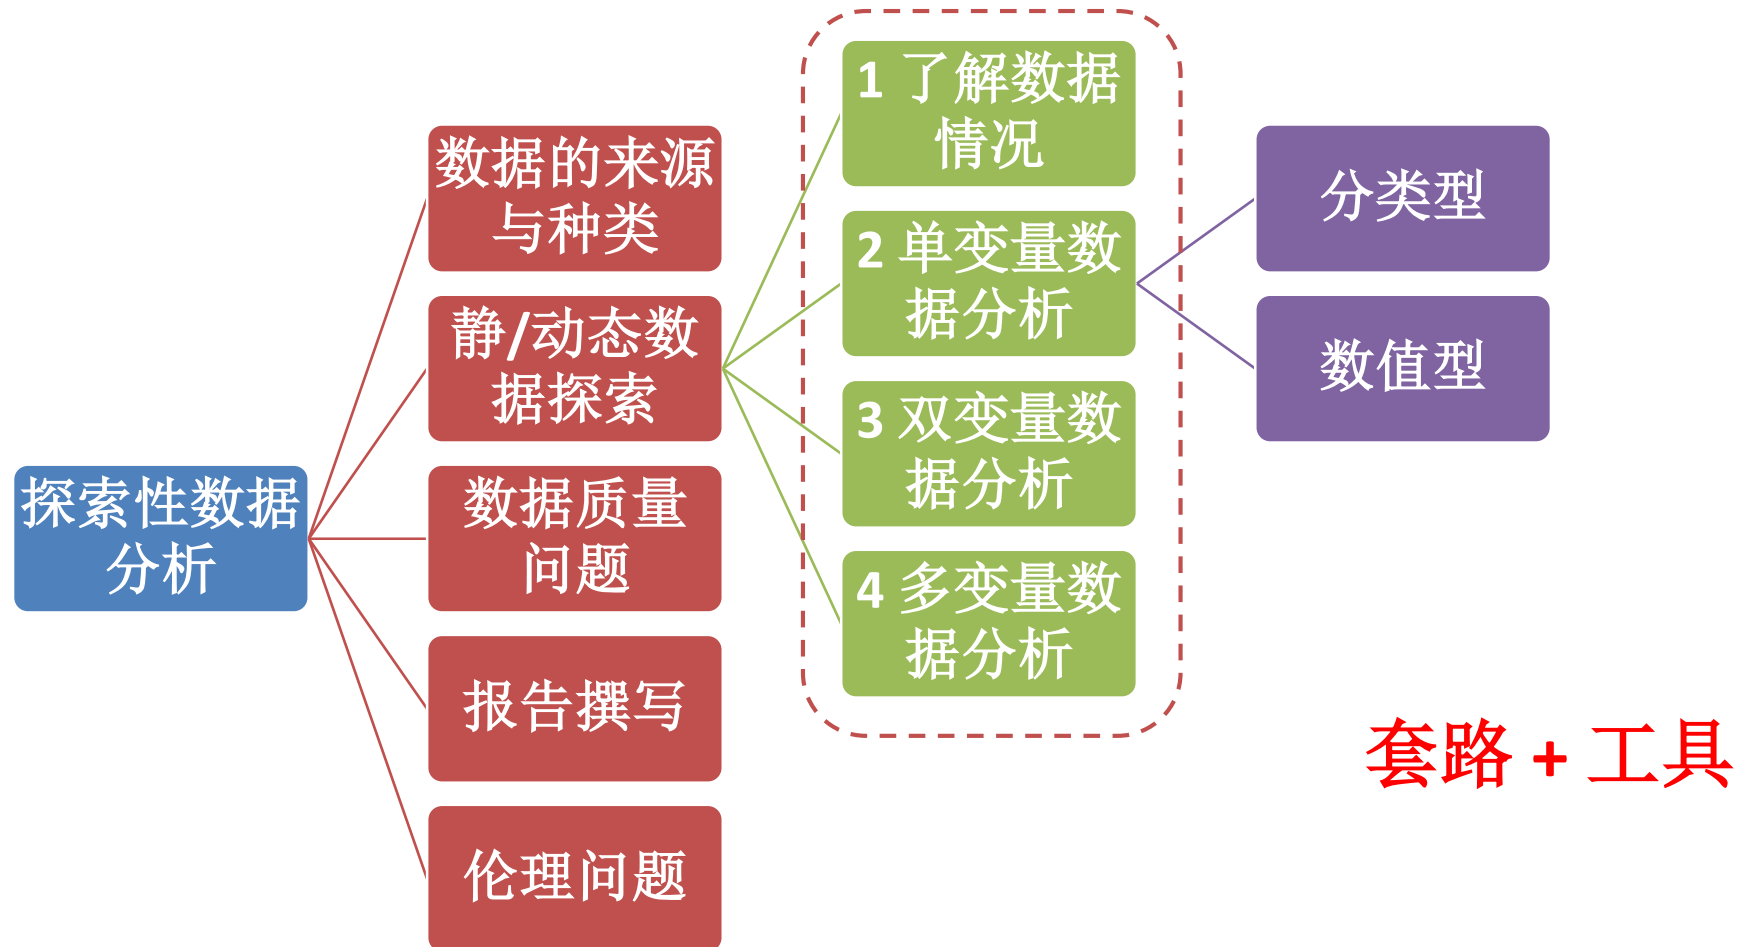 探索性数据
分析
数据的来源
与种类
静/动态数
据探索
数据质量
问题
报告撰写
伦理问题
1 了解数据
情况
2 单变量数
据分析
3 双变量数
据分析
4 多变量数
据分析
分类型
数值型
套路 + 工具